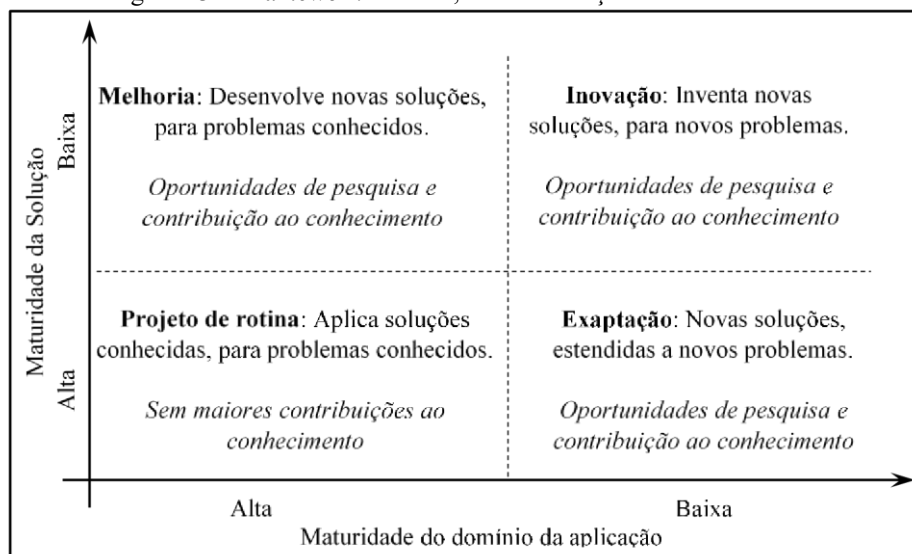 Melhoria: Desenvolve novas soluções,
para problemas conhecidos.
Oportunidades de pesquisa e
contribuição ao conhecimento
Inovação: Inventa novas
soluções, para novos problemas.
Oportunidades de pesquisa e
contribuição ao conhecimento
Projeto de rotina: Aplica soluções
conhecidas, para problemas conhecidos.
Sem maiores contribuições ao
conhecimento
Exaptação: Novas soluções,
estendidas a novos problemas.
Oportunidades de pesquisa e
contribuição ao conhecimento
Maturidade da Solução
Baixa
Alta
Alta
Baixa
Maturidade do domínio da aplicação